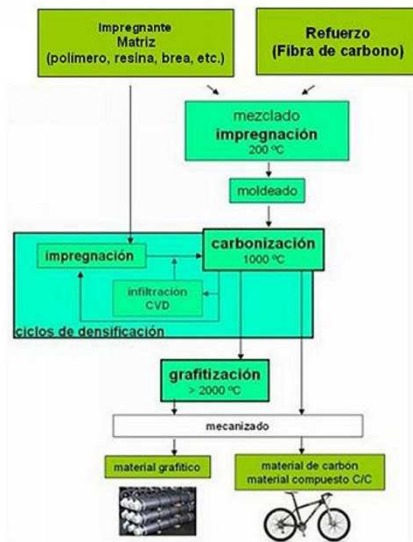 Impregnante
Matriz
(polímero, resina, brea, etc.)
Refuerzo
(Fibra de carbono)
mezclado
impregnación
200 ºC
moldeado
impregnación
carbonización
1000 ºC
infiltración
CVD
ciclos de densificación
grafitización
> 2000 ºC
mecanizado
material grafítico
material de carbón
material compuesto C/C